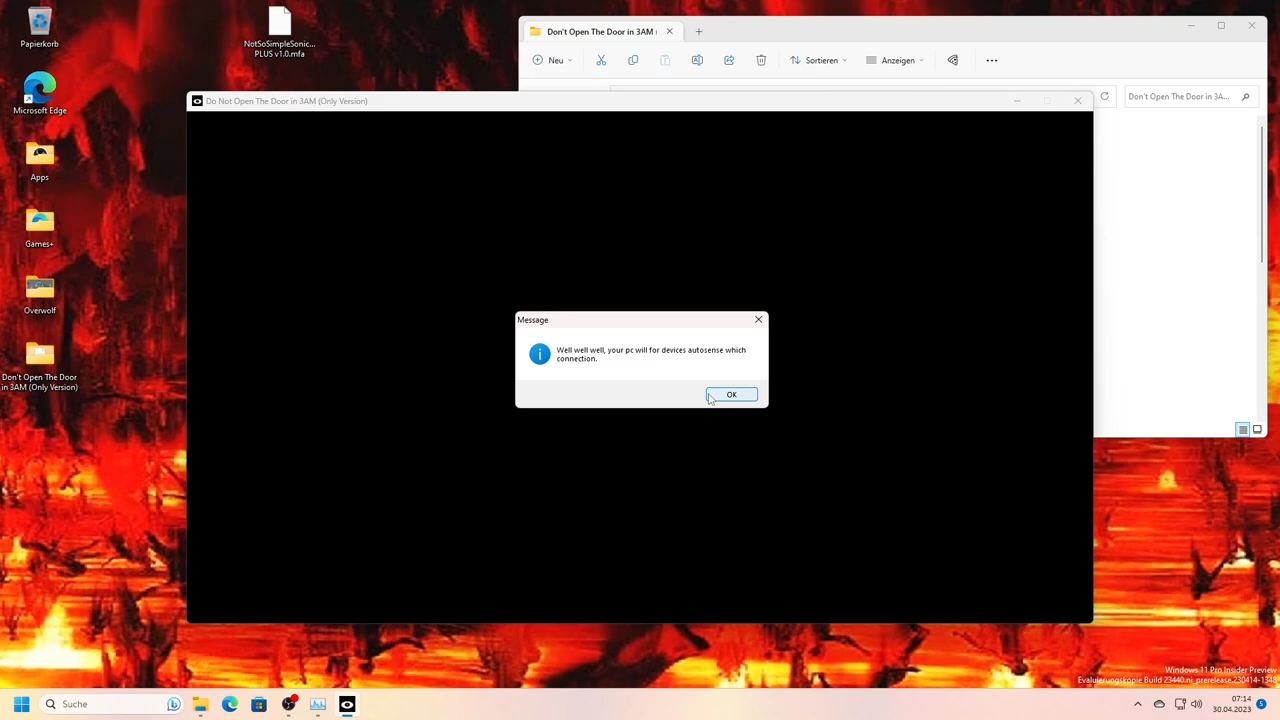 Papierkorb
NotSoSimpleSonic...
PLUS v1.0.mfa
Microsoft Edge
Apps
Games+
Overwolf
Don't Open The Door
in 3AM (Only Version)
Don't Open The Door in 3AM
Neu
Sortieren
Anzeigen
Don't Open The Door in 3A...
Do Not Open The Door in 3AM (Only Version)
Message
Well well well, your pc will for devices autosense which
connection.
OK
Windows 11 Pro Insider Preview
Evaluierungskopie Build 23440.ni_prerelease.230414-1348
Suche
07:14
30.04.2023
5